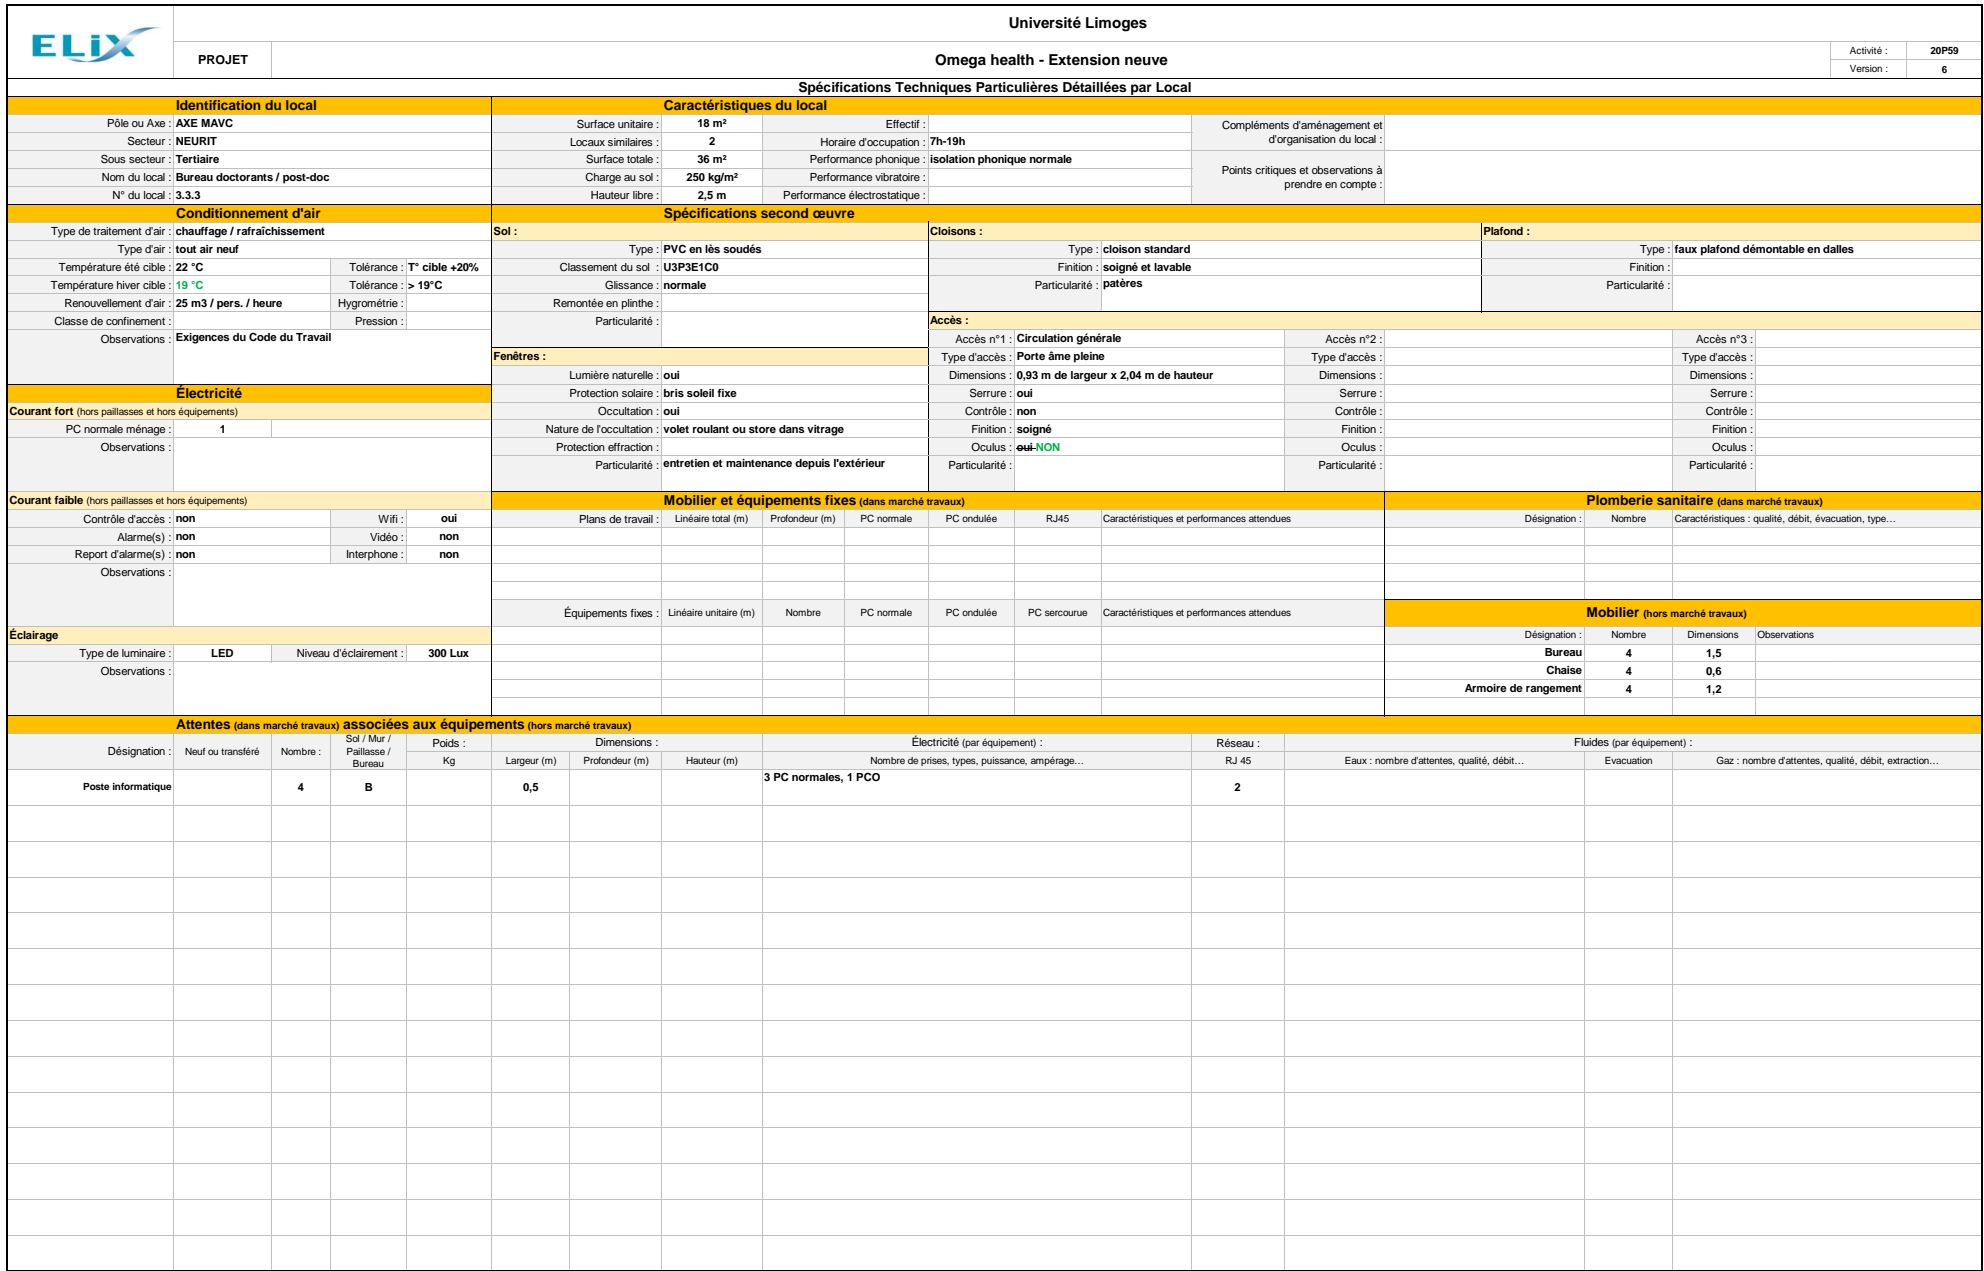 ELiX
Université Limoges
PROJET
Omega health - Extension neuve
Activité : 20P59
Version : 6
Spécifications Techniques Particulières Détaillées par Local
Identification du local
Pôle ou Axe : AXE MAVC
Secteur : NEURIT
Sous secteur : Tertiaire
Nom du local : Bureau doctorants / post-doc
N° du local : 3.3.3
Caractéristiques du local
Surface unitaire : 18 m² Effectif :
Locaux similaires : 2 Horaire d'occupation : 7h-19h
Surface totale : 36 m² Performance phonique : isolation phonique normale
Charge au sol : 250 kg/m² Performance vibratoire :
Hauteur libre : 2,5 m Performance électrostatique :
Compléments d'aménagement et
d'organisation du local :
Points critiques et observations à
prendre en compte :
Conditionnement d'air
Type de traitement d'air : chauffage / rafraîchissement
Type d'air : tout air neuf
Température été cible : 22 °C Tolérance : T° cible +20%
Température hiver cible : 19 °C Tolérance : > 19°C
Renouvellement d'air : 25 m3 / pers. / heure Hygrométrie :
Classe de confinement : Pression :
Observations : Exigences du Code du Travail
Spécifications second œuvre
Sol :
Type : PVC en lès soudés
Classement du sol : U3P3E1C0
Glissance : normale
Remontée en plinthe :
Particularité :
Cloisons :
Type : cloison standard
Finition : soigné et lavable
Particularité : patères
Plafond :
Type : faux plafond démontable en dalles
Finition :
Particularité :
Fenêtres :
Lumière naturelle : oui
Protection solaire : bris soleil fixe
Occultation : oui
Nature de l'occultation : volet roulant ou store dans vitrage
Protection effraction :
Particularité : entretien et maintenance depuis l'extérieur
Accès :
Accès n°1 : Circulation générale Accès n°2 : Accès n°3 :
Type d'accès : Porte âme pleine Type d'accès : Type d'accès :
Dimensions : 0,93 m de largeur x 2,04 m de hauteur Dimensions : Dimensions :
Serrure : oui Serrure : Serrure :
Contrôle : non Contrôle : Contrôle :
Finition : soigné Finition : Finition :
Oculus : oui NON Oculus : Oculus :
Particularité : Particularité : Particularité :
Électricité
Courant fort (hors paillasses et hors équipements)
PC normale ménage : 1
Observations :
Courant faible (hors paillasses et hors équipements)
Contrôle d'accès : non Wifi : oui
Alarme(s) : non Vidéo : non
Report d'alarme(s) : non Interphone : non
Observations :
Éclairage
Type de luminaire : LED Niveau d'éclairement : 300 Lux
Observations :
Mobilier et équipements fixes (dans marché travaux)
Plans de travail : Linéaire total (m) Profondeur (m) PC normale PC ondulée RJ45 Caractéristiques et performances attendues
Équipements fixes : Linéaire unitaire (m) Nombre PC normale PC ondulée PC sercourue Caractéristiques et performances attendues
Plomberie sanitaire (dans marché travaux)
Désignation : Nombre Caractéristiques : qualité, débit, évacuation, type...
Mobilier (hors marché travaux)
Désignation : Nombre Dimensions Observations
Bureau 4 1,5
Chaise 4 0,6
Armoire de rangement 4 1,2
Attentes (dans marché travaux) associées aux équipements (hors marché travaux)
Désignation : Neuf ou transféré Nombre : Sol / Mur /
Paillasse /
Bureau
Poids : Dimensions : Électricité (par équipement) : Réseau : Fluides (par équipement) :
Kg Largeur (m) Profondeur (m) Hauteur (m) Nombre de prises, types, puissance, ampérage... RJ 45 Eaux : nombre d'attentes, qualité, débit... Evacuation Gaz : nombre d'attentes, qualité, débit, extraction...
Poste informatique 4 B 0,5 3 PC normales, 1 PCO 2